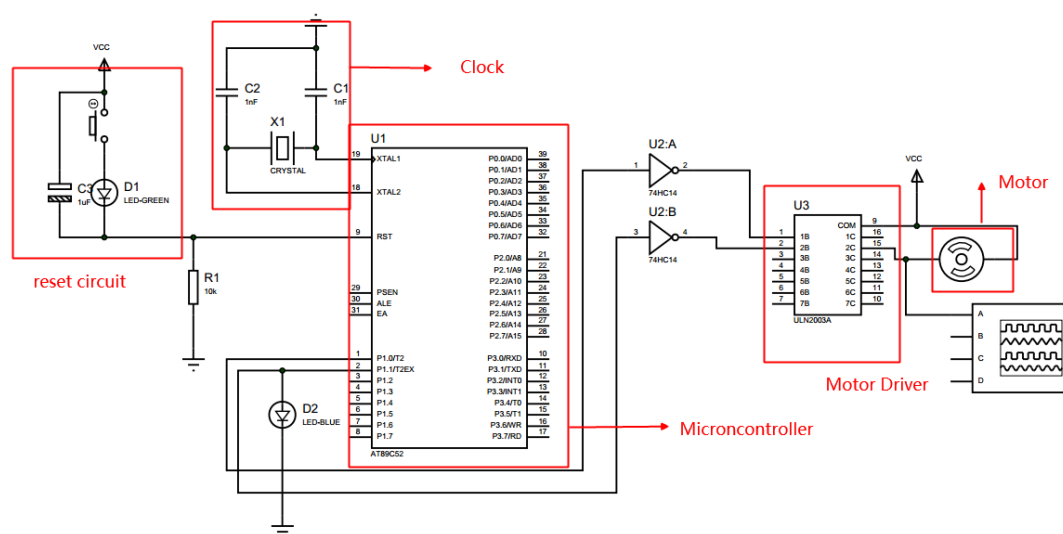 VCC
C3
1uF
D1
LED-GREEN
reset circuit
R1
10k
C2
1nF
C1
1nF
X1
CRYSTAL
Clock
U1
19 XTAL1
18 XTAL2
9 RST
29 PSEN
30 ALE
31 EA
1 P1.0/T2
2 P1.1/T2EX
3 P1.2
4 P1.3
5 P1.4
6 P1.5
7 P1.6
8 P1.7
P0.0/AD0 39
P0.1/AD1 38
P0.2/AD2 37
P0.3/AD3 36
P0.4/AD4 35
P0.5/AD5 34
P0.6/AD6 33
P0.7/AD7 32
P2.0/A8 21
P2.1/A9 22
P2.2/A10 23
P2.3/A11 24
P2.4/A12 25
P2.5/A13 26
P2.6/A14 27
P2.7/A15 28
P3.0/RXD 10
P3.1/TXD 11
P3.2/INT0 12
P3.3/INT1 13
P3.4/T0 14
P3.5/T1 15
P3.6/WR 16
P3.7/RD 17
AT89C52
D2
LED-BLUE
Microncontroller
U2:A
1 2
74HC14
U2:B
3 4
74HC14
U3
1 1B
2 2B
3 3B
4 4B
5 5B
6 6B
7 7B
COM 9
1C 16
2C 15
3C 14
4C 13
5C 12
6C 11
7C 10
ULN2003A
Motor Driver
VCC
Motor
A
B
C
D